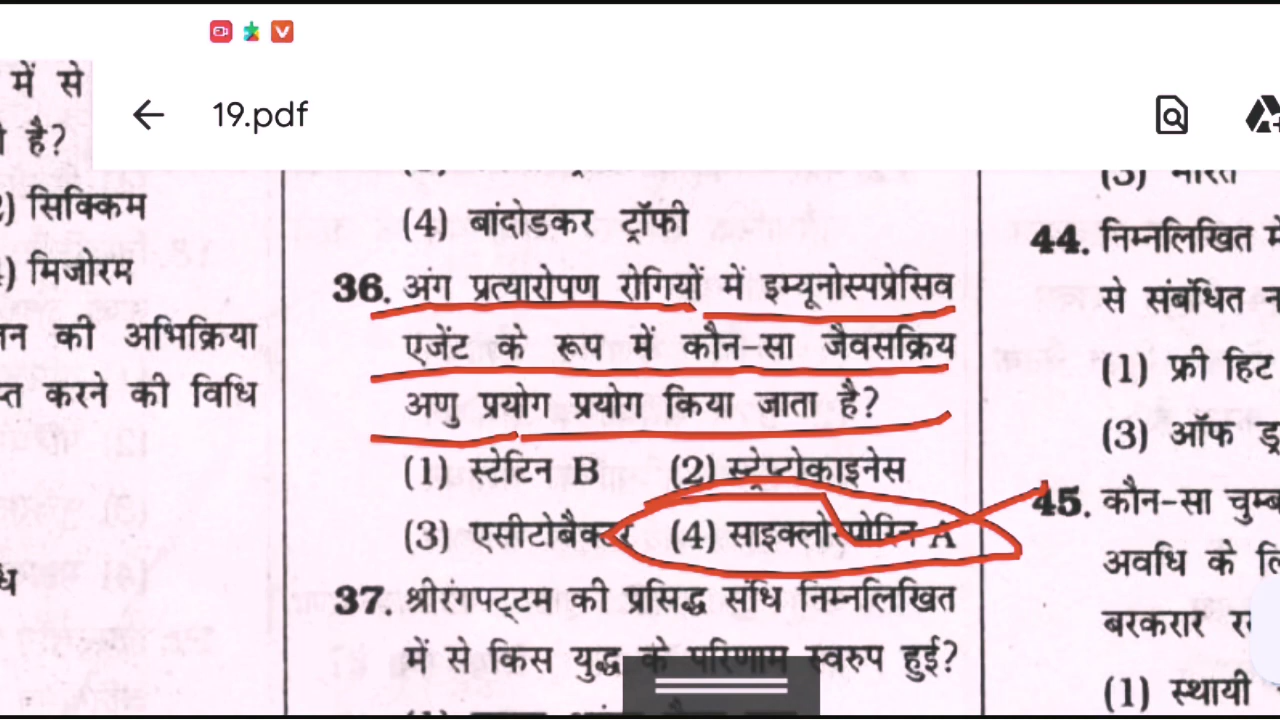 19.pdf
में से
है?
सिक्किम
मिजोरम
की अभिक्रिया
करने की विधि
(4) बांदोडकर ट्रॉफी
36. अंग प्रत्यारोपण रोगियों में इम्यूनोस्पप्रेसिव
एजेंट के रूप में कौन-सा जैवसक्रिय
अणु प्रयोग प्रयोग किया जाता है?
(1) स्टेटिन B (2) स्ट्रेप्टोकाइनेस
(3) एसीटोबैक्टर (4) साइक्लोस्पोरिन A
37. श्रीरंगपट्टम की प्रसिद्ध संधि निम्नलिखित
में से किस युद्ध के परिणाम स्वरुप हुई?
(3) भारत
44. निम्नलिखित में
से संबंधित
(1) फ्री हिट
(3) ऑफ
45. कौन-सा
अवधि के
बरकरार
(1) स्थायी